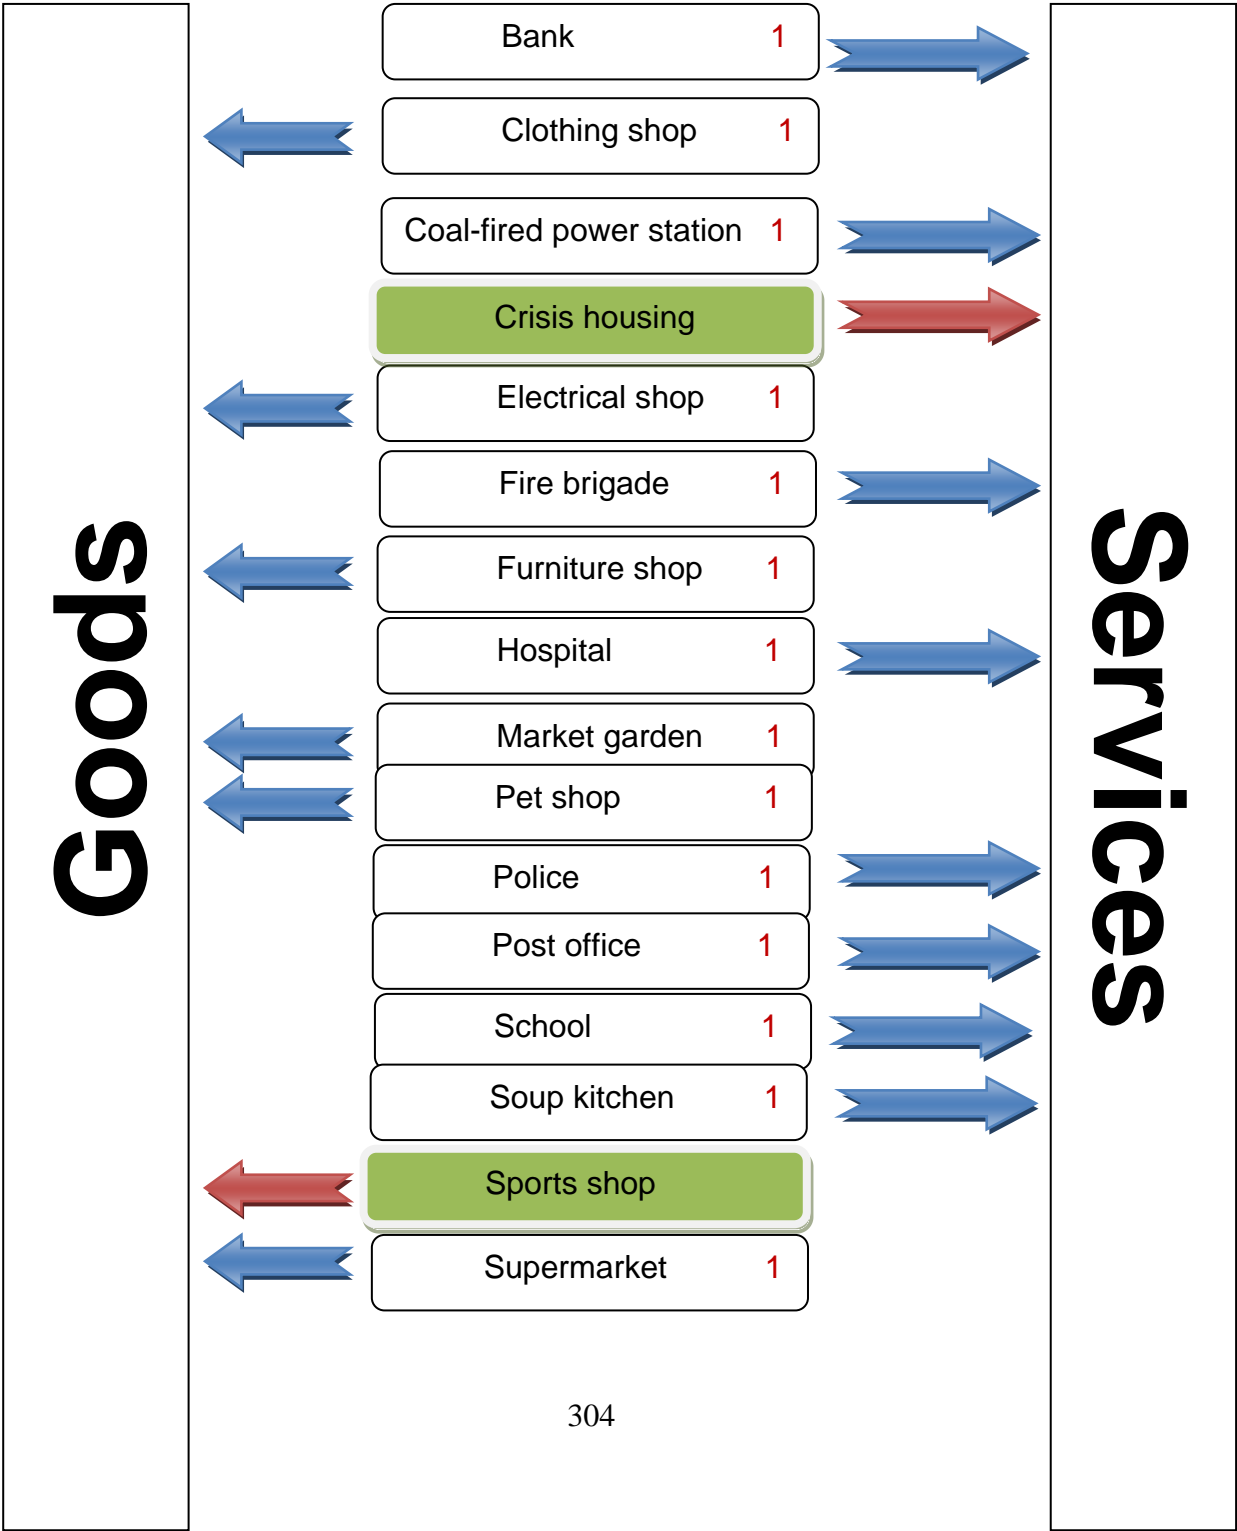 Bank 1
Clothing shop 1
Coal-fired power station 1
Crisis housing
Electrical shop 1
Fire brigade 1
Furniture shop 1
Hospital 1
Market garden 1
Pet shop 1
Police 1
Post office 1
School 1
Soup kitchen 1
Sports shop
Supermarket 1
Goods
Services
304